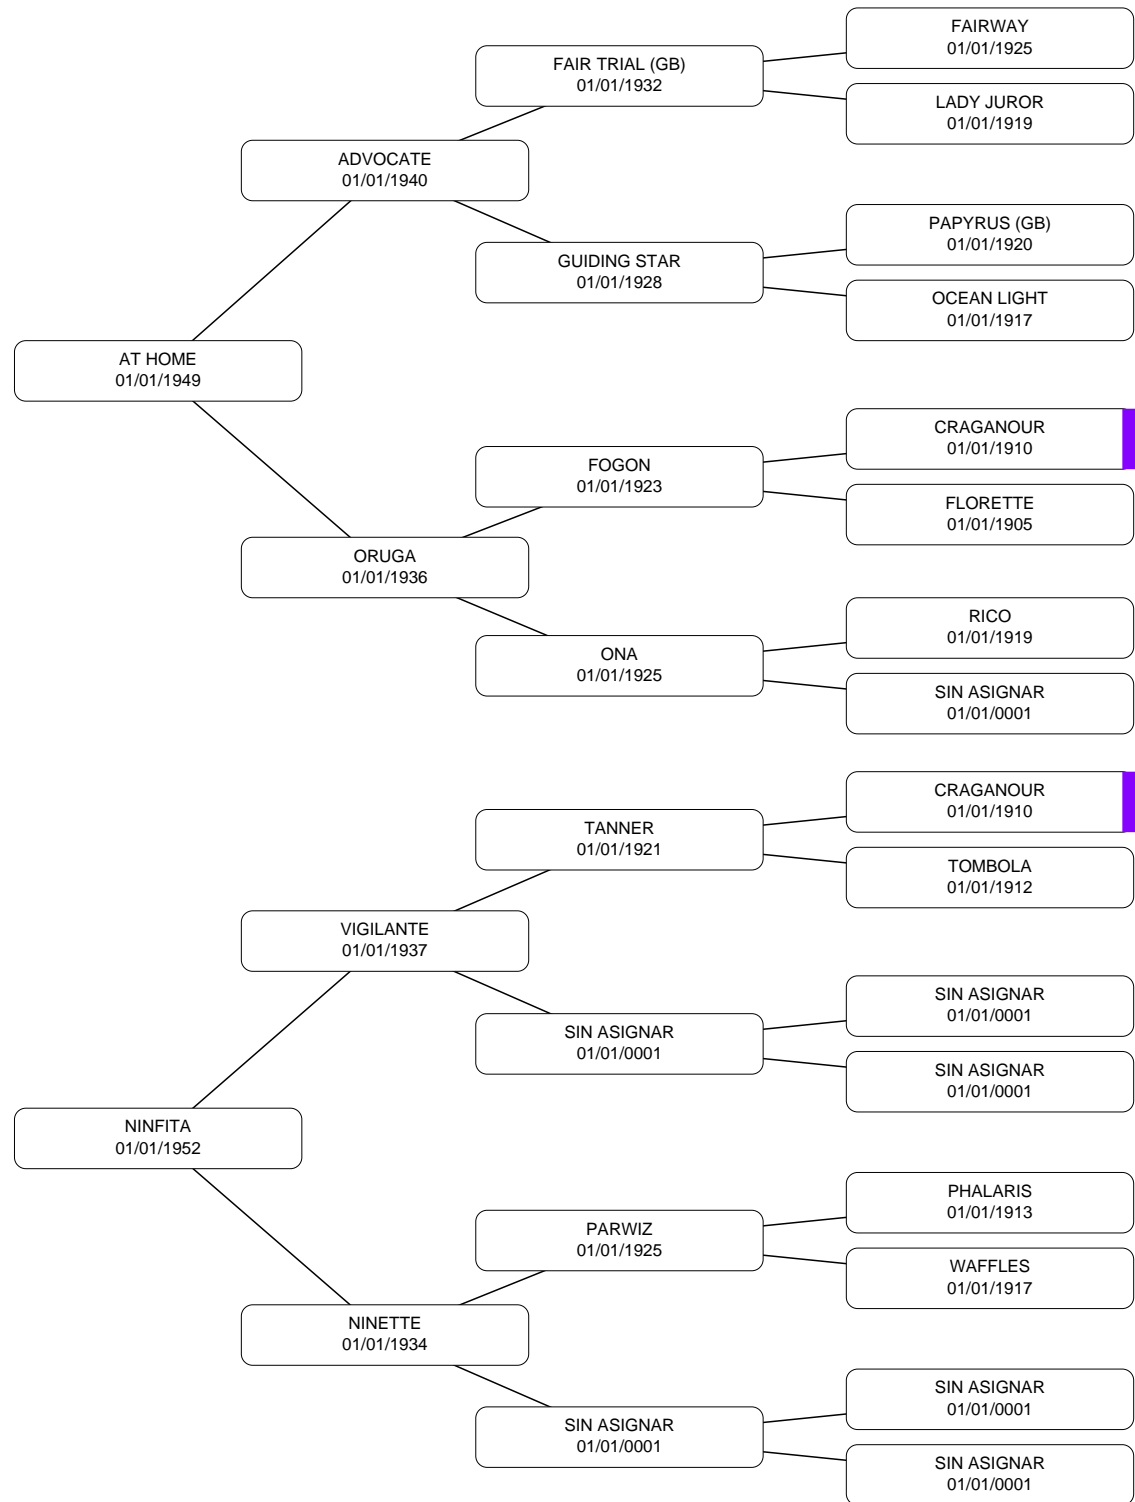 FAIRWAY
01/01/1925
FAIR TRIAL (GB)
01/01/1932
LADY JUROR
01/01/1919
ADVOCATE
01/01/1940
PAPYRUS (GB)
01/01/1920
GUIDING STAR
01/01/1928
OCEAN LIGHT
01/01/1917
AT HOME
01/01/1949
CRAGANOUR
01/01/1910
FOGON
01/01/1923
FLORETTE
01/01/1905
ORUGA
01/01/1936
RICO
01/01/1919
ONA
01/01/1925
SIN ASIGNAR
01/01/0001
CRAGANOUR
01/01/1910
TANNER
01/01/1921
TOMBOLA
01/01/1912
VIGILANTE
01/01/1937
SIN ASIGNAR
01/01/0001
SIN ASIGNAR
01/01/0001
SIN ASIGNAR
01/01/0001
NINFITA
01/01/1952
PHALARIS
01/01/1913
PARWIZ
01/01/1925
WAFFLES
01/01/1917
NINETTE
01/01/1934
SIN ASIGNAR
01/01/0001
SIN ASIGNAR
01/01/0001
SIN ASIGNAR
01/01/0001